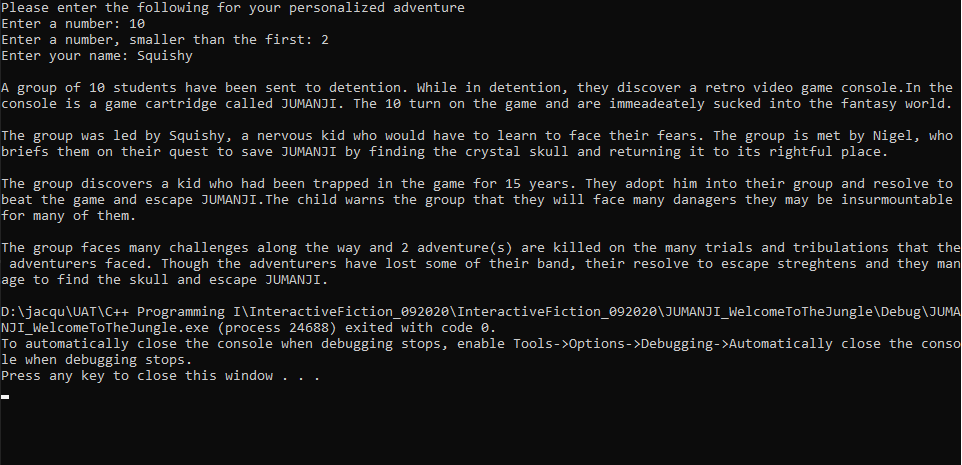 Please enter the following for your personalized adventure
Enter a number: 10
Enter a number, smaller than the first: 2
Enter your name: Squishy
A group of 10 students have been sent to detention. While in detention, they discover a retro video game console.In the
console is a game cartridge called JUMANJI. The 10 turn on the game and are immeadeately sucked into the fantasy world.
The group was led by Squishy, a nervous kid who would have to learn to face their fears. The group is met by Nigel, who
briefs them on their quest to save JUMANJI by finding the crystal skull and returning it to its rightful place.
The group discovers a kid who had been trapped in the game for 15 years. They adopt him into their group and resolve to
beat the game and escape JUMANJI.The child warns the group that they will face many danagers they may be insurmountable
for many of them.
The group faces many challenges along the way and 2 adventure(s) are killed on the many trials and tribulations that the
 adventurers faced. Though the adventurers have lost some of their band, their resolve to escape streghtens and they man
age to find the skull and escape JUMANJI.
D:\jacqu\UAT\C++ Programming I\InteractiveFiction_092020\InteractiveFiction_092020\JUMANJI_WelcomeToTheJungle\Debug\JUMA
NJI_WelcomeToTheJungle.exe (process 24688) exited with code 0.
To automatically close the console when debugging stops, enable Tools->Options->Debugging->Automatically close the conso
le when debugging stops.
Press any key to close this window . . .